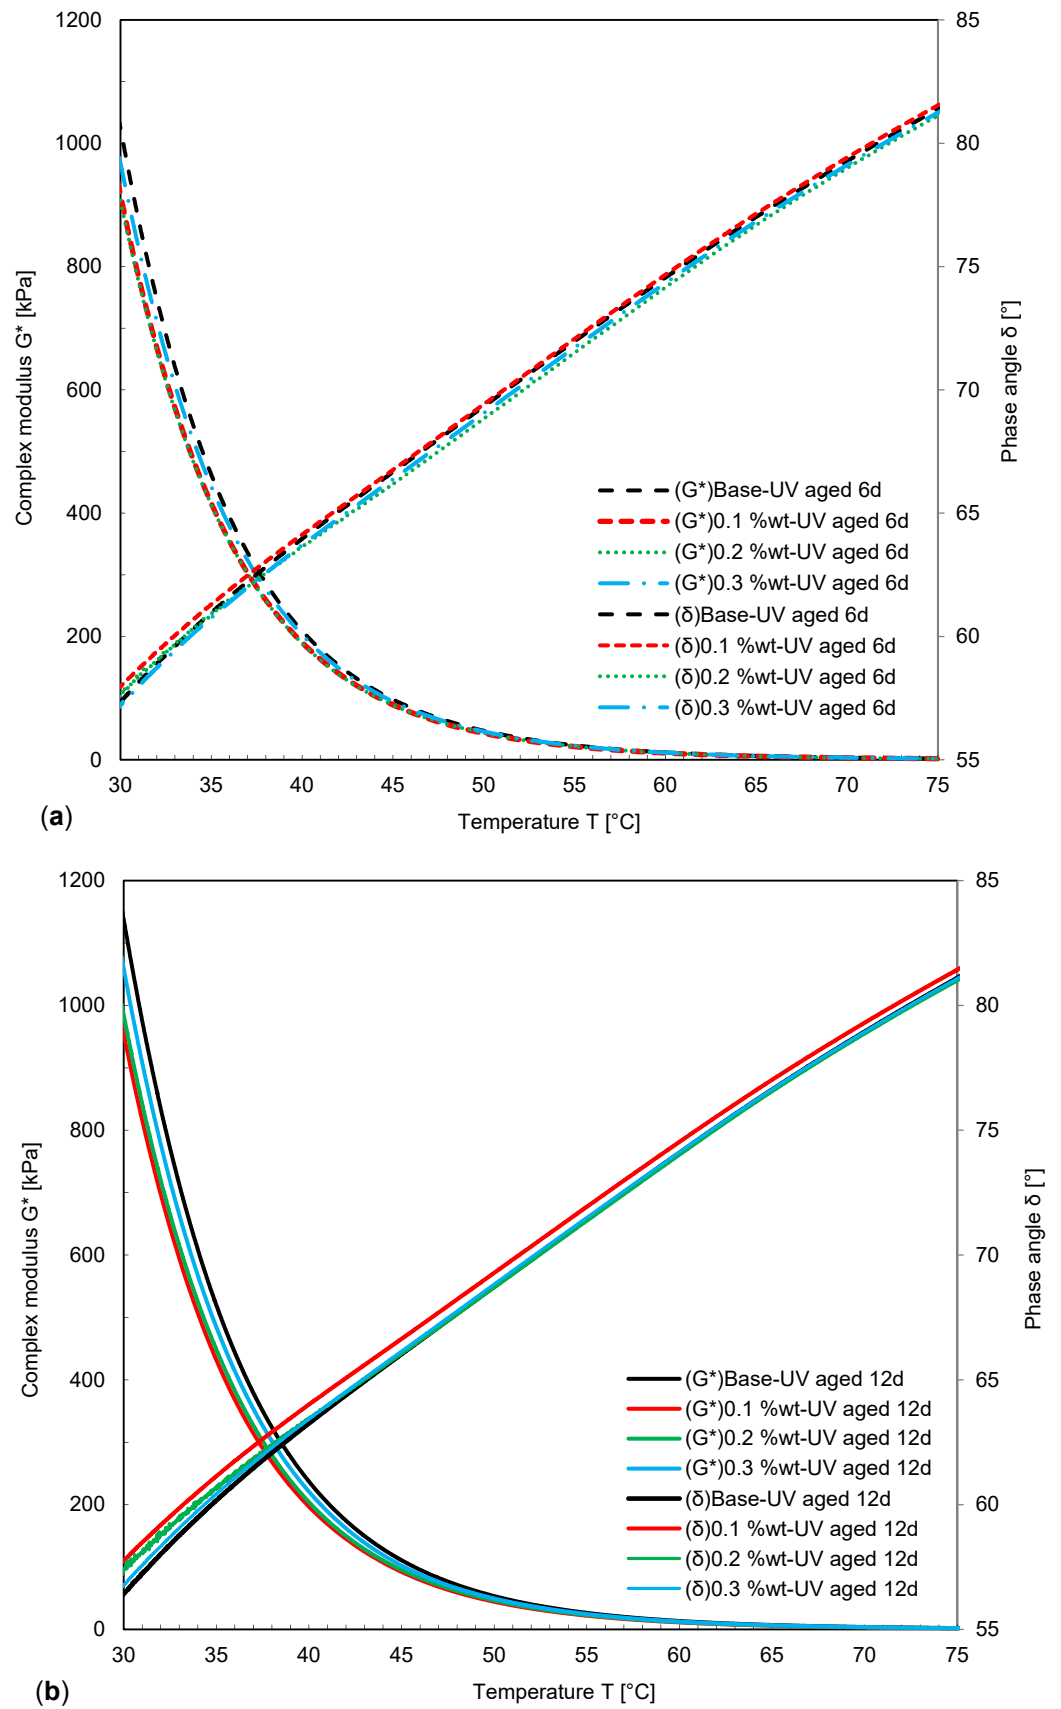 1200
1000
800
600
400
200
0
85
80
75
70
65
60
55
30 35 40 45 50 55 60 65 70 75
Complex modulus G* [kPa]
Phase angle δ [°]
Temperature T [°C]
(G*)Base-UV aged 6d
(G*)0.1 %wt-UV aged 6d
(G*)0.2 %wt-UV aged 6d
(G*)0.3 %wt-UV aged 6d
(δ)Base-UV aged 6d
(δ)0.1 %wt-UV aged 6d
(δ)0.2 %wt-UV aged 6d
(δ)0.3 %wt-UV aged 6d
(a)
1200
1000
800
600
400
200
0
85
80
75
70
65
60
55
30 35 40 45 50 55 60 65 70 75
Complex modulus G* [kPa]
Phase angle δ [°]
Temperature T [°C]
(G*)Base-UV aged 12d
(G*)0.1 %wt-UV aged 12d
(G*)0.2 %wt-UV aged 12d
(G*)0.3 %wt-UV aged 12d
(δ)Base-UV aged 12d
(δ)0.1 %wt-UV aged 12d
(δ)0.2 %wt-UV aged 12d
(δ)0.3 %wt-UV aged 12d
(b)